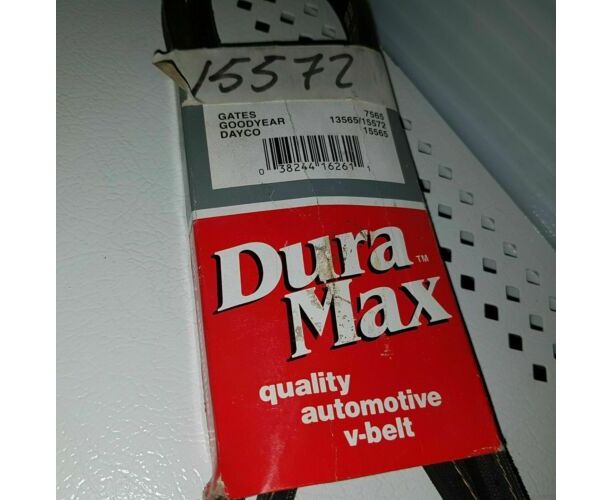 15572
GATES 7565
GOODYEAR 13565/15572
DAYCO 15565
0 38244 16261 1
Dura
Max™
quality
automotive
v-belt